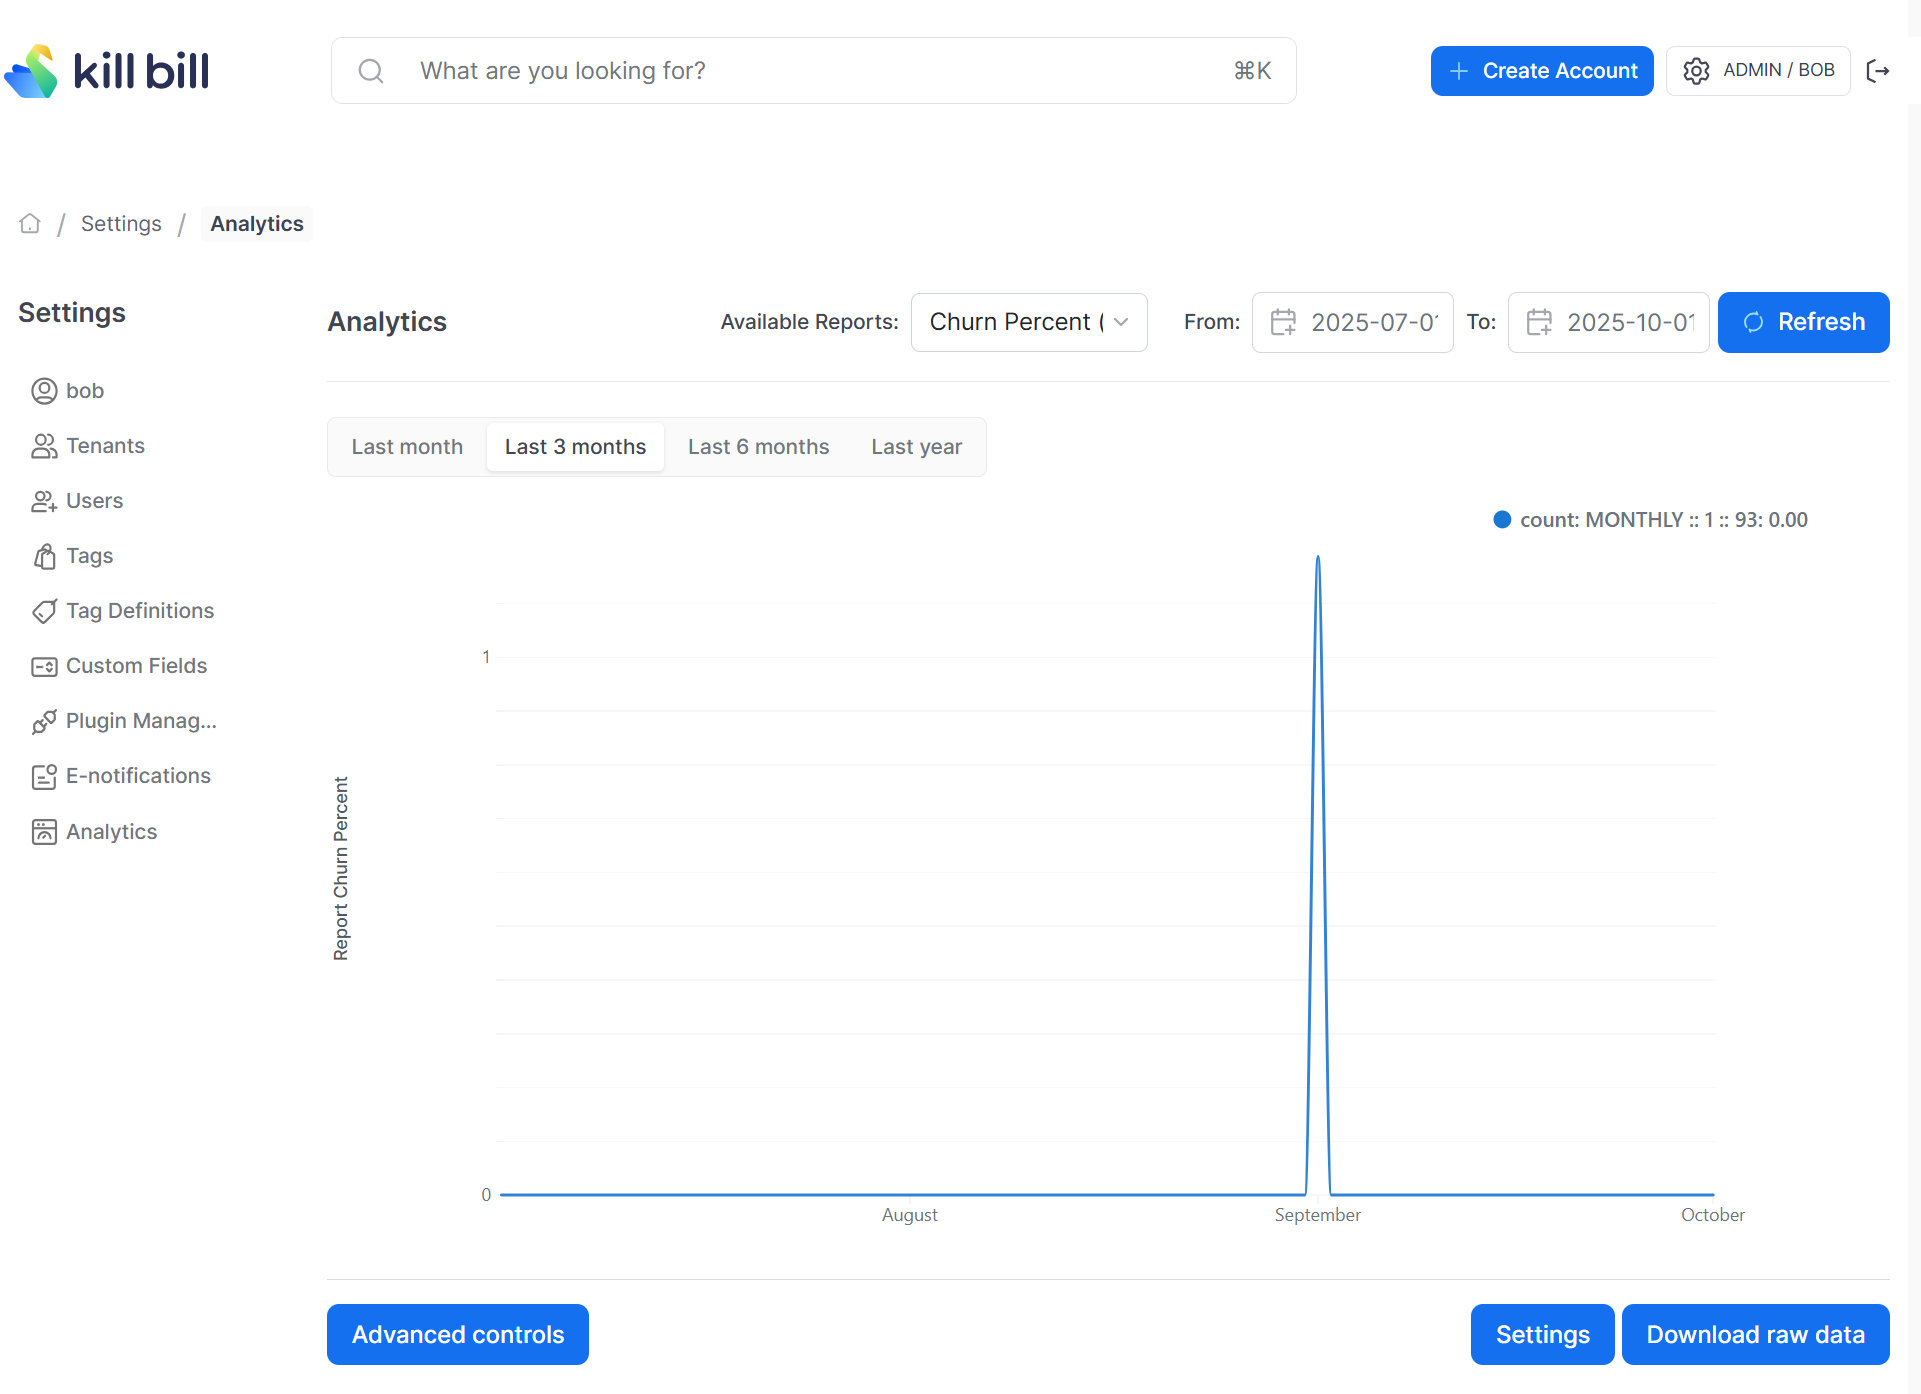 kill bill
What are you looking for?
⌘K
Create Account
ADMIN / BOB
/ Settings / Analytics
Settings
bob
Tenants
Users
Tags
Tag Definitions
Custom Fields
Plugin Manag...
E-notifications
Analytics
Analytics
Available Reports:
Churn Percent (
From:
2025-07-01
To:
2025-10-01
Refresh
Last month
Last 3 months
Last 6 months
Last year
count: MONTHLY :: 1 :: 93: 0.00
Report Churn Percent
1
0
August
September
October
Advanced controls
Settings
Download raw data